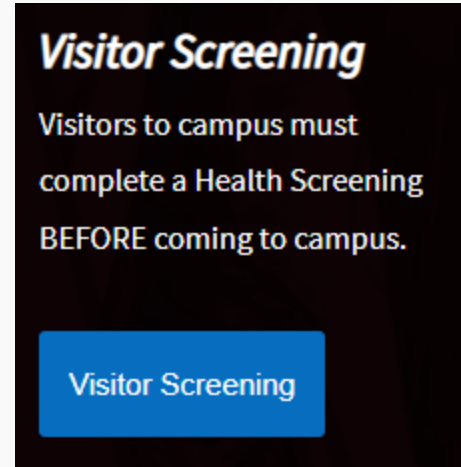 Visitor Screening
Visitors to campus must
complete a Health Screening
BEFORE coming to campus.
Visitor Screening